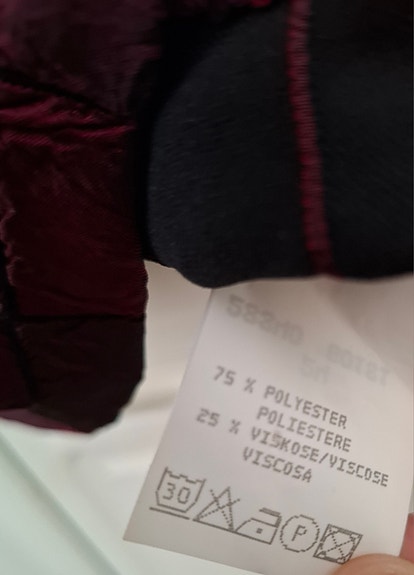 75 % POLYESTER
POLIESTERE
25 % VISKOSE/VISCOSE
VISCOSA
30 P